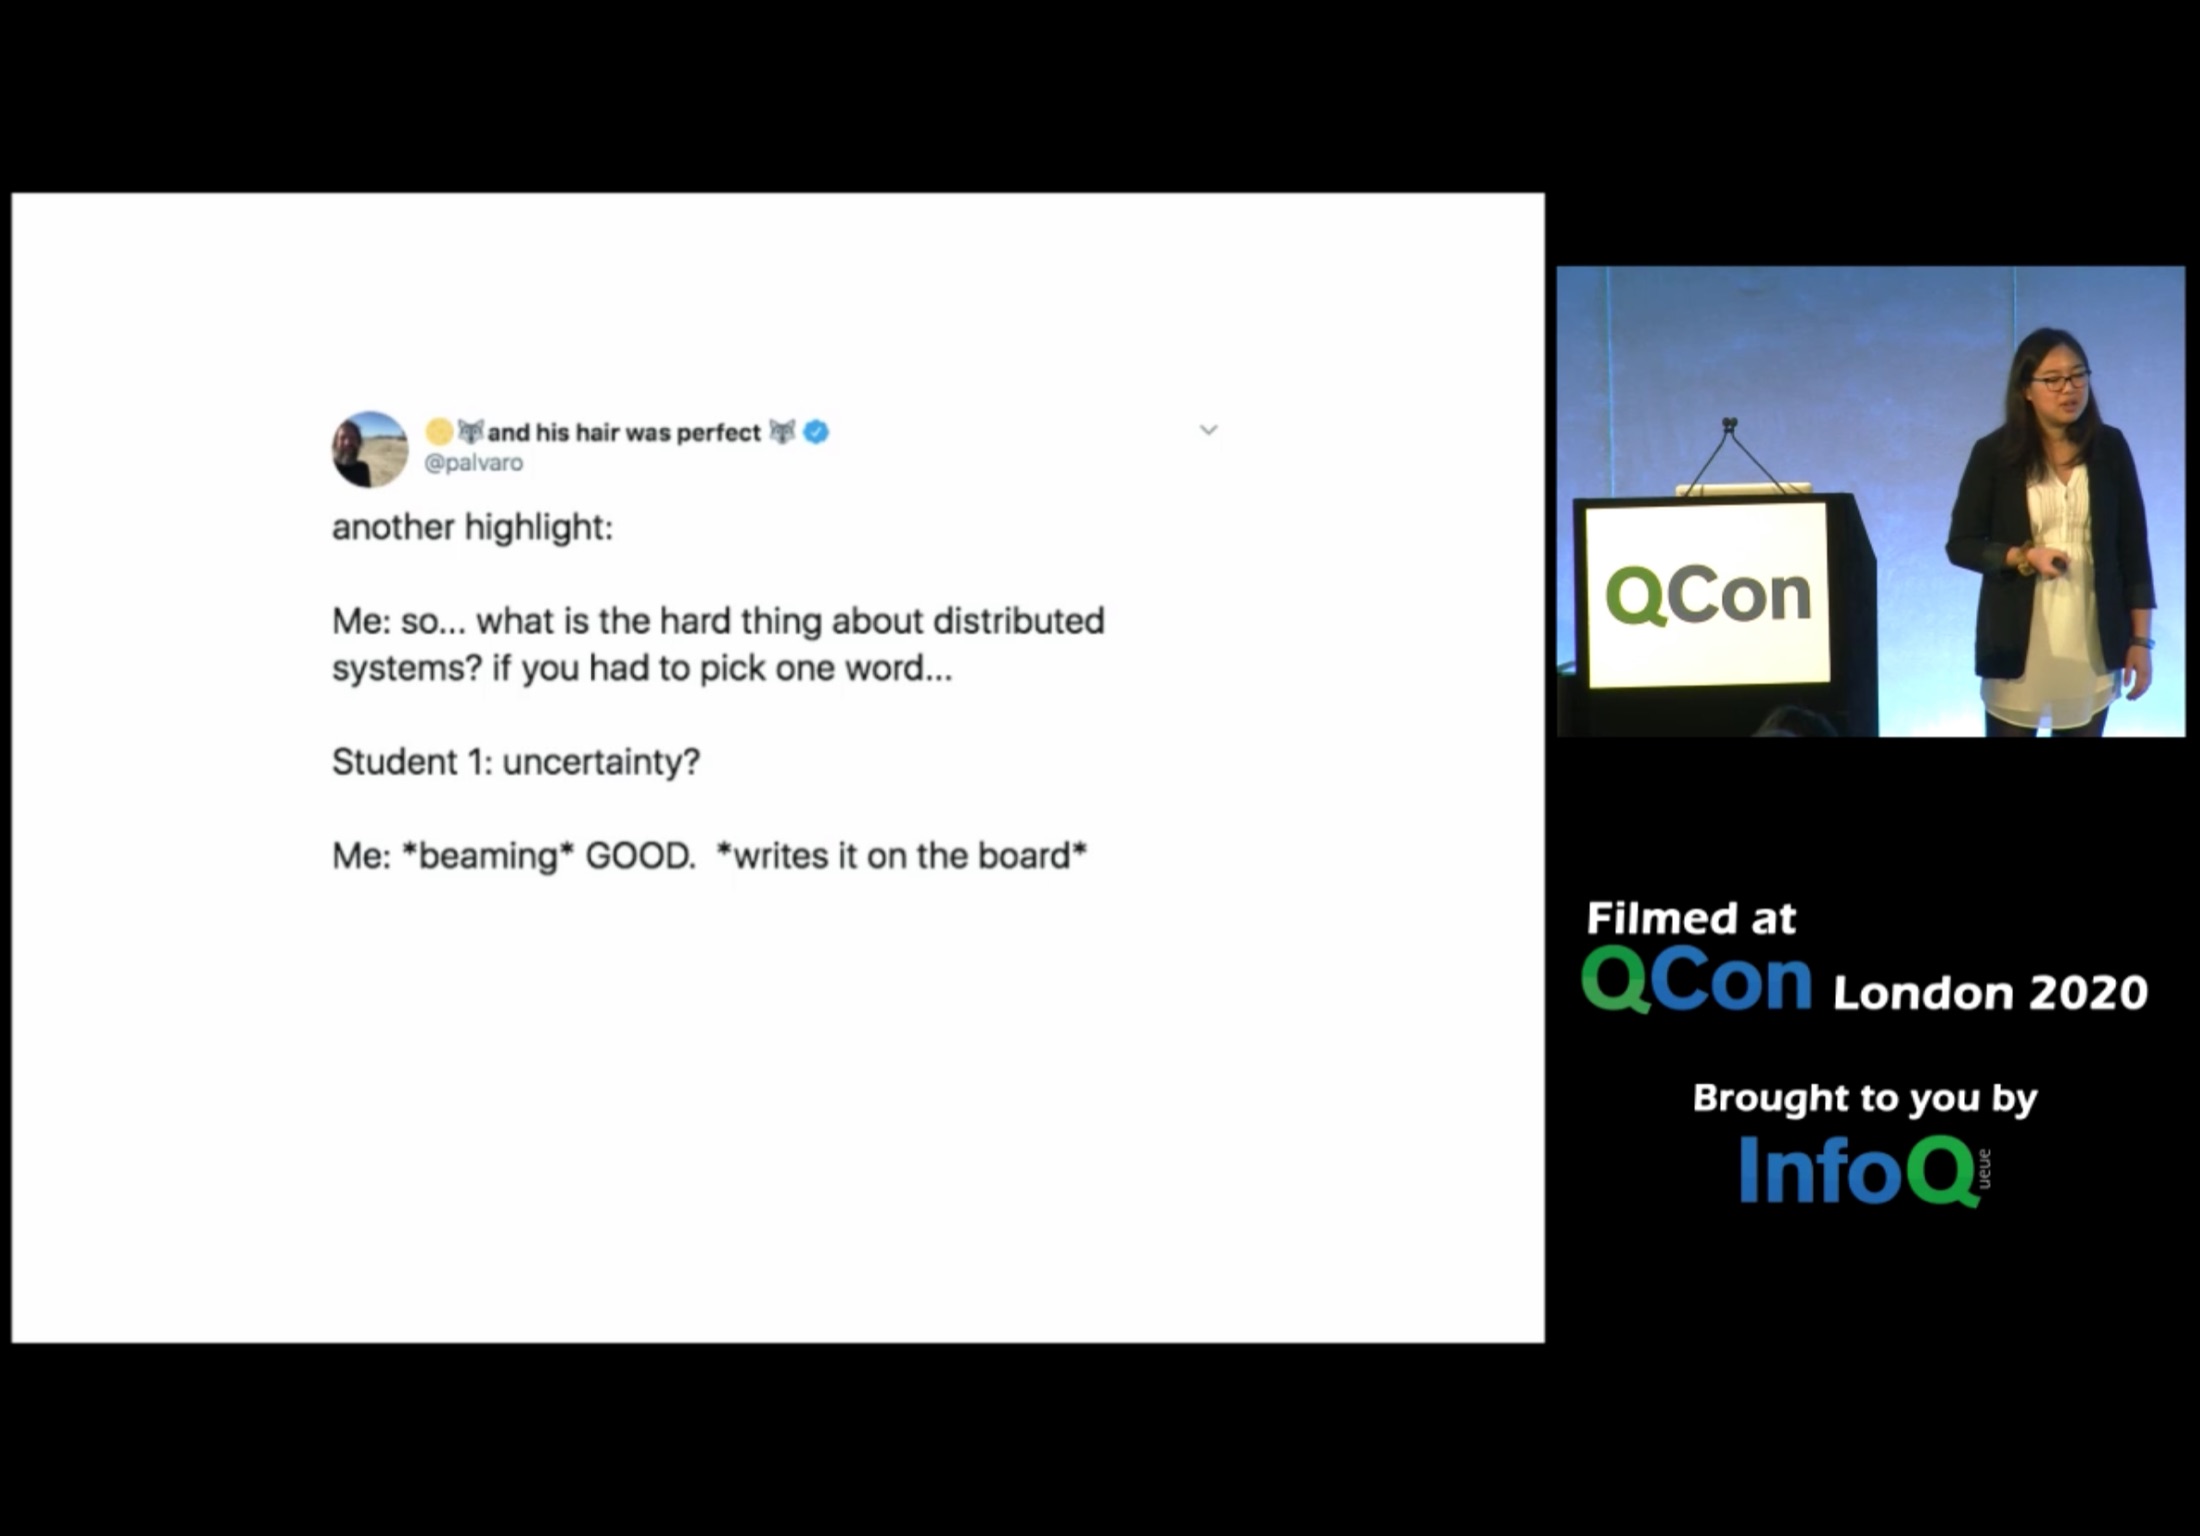 🟡🐺and his hair was perfect🐺
@palvaro
another highlight:
Me: so... what is the hard thing about distributed
systems? if you had to pick one word...
Student 1: uncertainty?
Me: *beaming* GOOD.  *writes it on the board*
QCon
Filmed at
QCon London 2020
Brought to you by
InfoQ
ueue